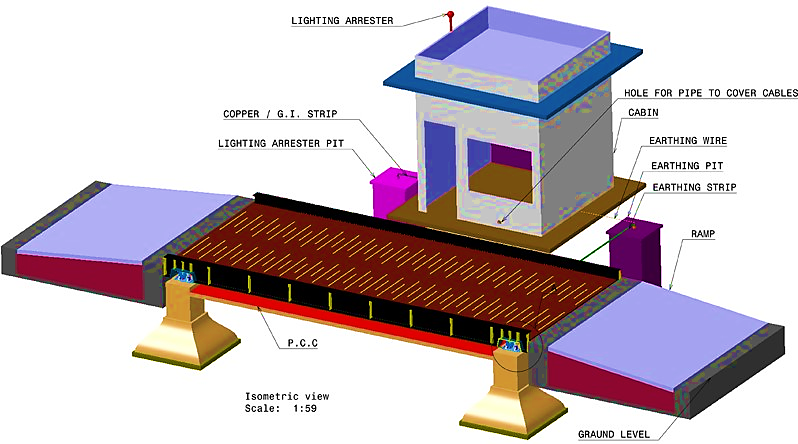 LIGHTING ARRESTER
HOLE FOR PIPE TO COVER CABLES
COPPER / G.I. STRIP
CABIN
LIGHTING ARRESTER PIT
EARTHING WIRE
EARTHING PIT
EARTHING STRIP
RAMP
P.C.C
Isometric view
Scale: 1:59
GROUND LEVEL